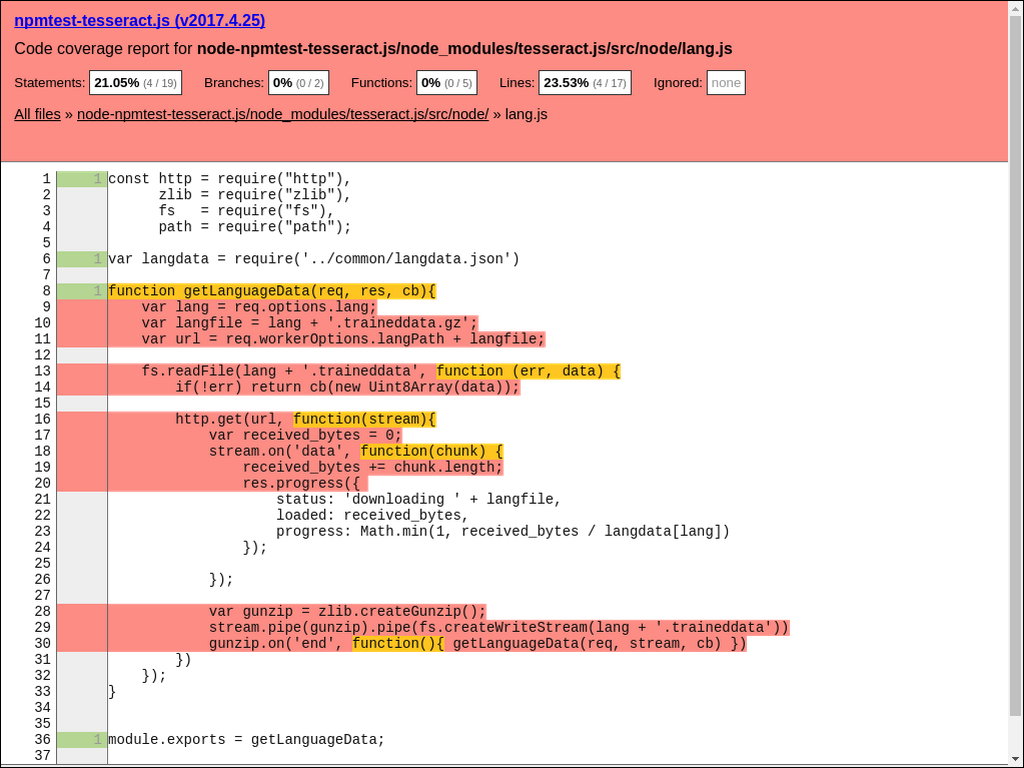 npmtest-tesseract.js (v2017.4.25)
Code coverage report for node-npmtest-tesseract.js/node_modules/tesseract.js/src/node/lang.js
Statements: 21.05% (4 / 19) Branches: 0% (0 / 2) Functions: 0% (0 / 5) Lines: 23.53% (4 / 17) Ignored: none
All files » node-npmtest-tesseract.js/node_modules/tesseract.js/src/node/ » lang.js
1 1 const http = require("http"),
2       zlib = require("zlib"),
3       fs   = require("fs"),
4       path = require("path");
5
6 1 var langdata = require('../common/langdata.json')
7
8 1 function getLanguageData(req, res, cb){
9     var lang = req.options.lang;
10     var langfile = lang + '.traineddata.gz';
11     var url = req.workerOptions.langPath + langfile;
12
13     fs.readFile(lang + '.traineddata', function (err, data) {
14         if(!err) return cb(new Uint8Array(data));
15
16         http.get(url, function(stream){
17             var received_bytes = 0;
18             stream.on('data', function(chunk) {
19                 received_bytes += chunk.length;
20                 res.progress({
21                     status: 'downloading ' + langfile,
22                     loaded: received_bytes,
23                     progress: Math.min(1, received_bytes / langdata[lang])
24                 });
25
26             });
27
28             var gunzip = zlib.createGunzip();
29             stream.pipe(gunzip).pipe(fs.createWriteStream(lang + '.traineddata'))
30             gunzip.on('end', function(){ getLanguageData(req, stream, cb) })
31         })
32     });
33 }
34
35
36 1 module.exports = getLanguageData;
37